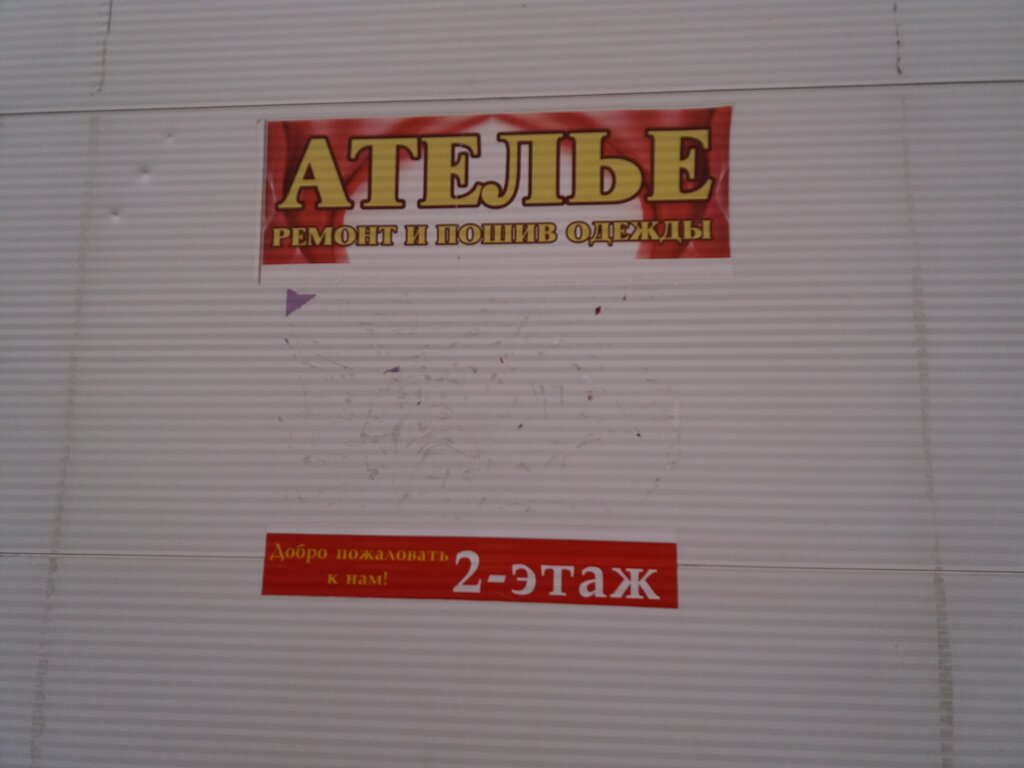 АТЕЛЬЕ
РЕМОНТ И ПОШИВ ОДЕЖДЫ
Добро пожаловать
к нам!
2-этаж